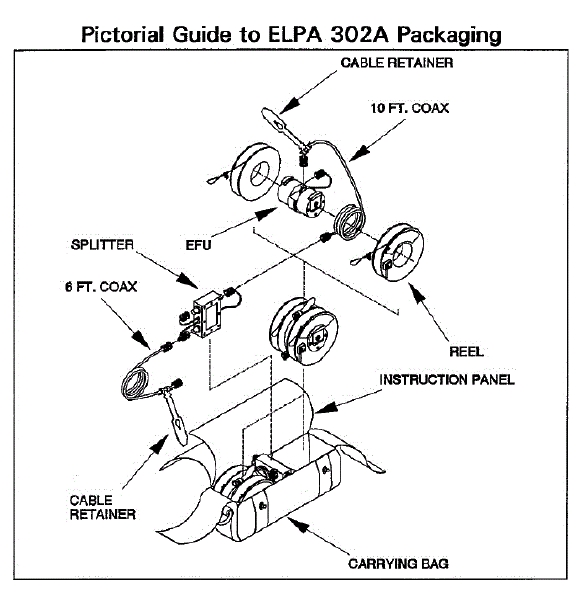 Pictorial Guide to ELPA 302A Packaging
CABLE RETAINER
10 FT. COAX
EFU
SPLITTER
6 FT. COAX
REEL
INSTRUCTION PANEL
CABLE
RETAINER
CARRYING BAG